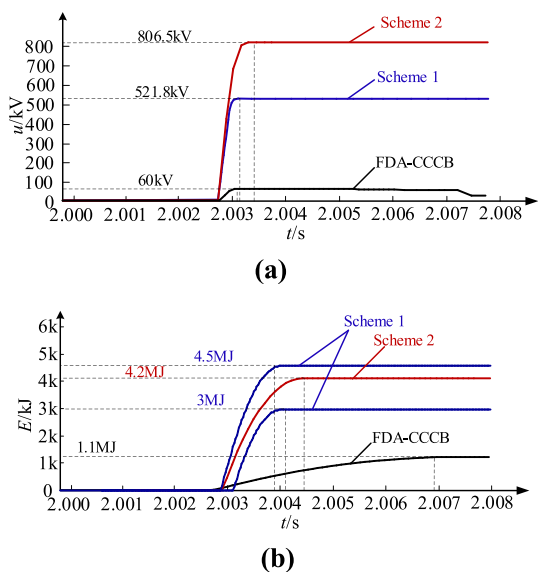 806.5kV
Scheme 2
800
700
600
521.8kV
Scheme 1
500
u/kV
400
300
200
FDA-CCCB
100
60kV
0
2.000 2.001 2.002 2.003 2.004 2.005 2.006 2.007 2.008
t/s
(a)
6k
Scheme 1
5k
4.5MJ
Scheme 2
4.2MJ
4k
E/kJ
3MJ
3k
2k
FDA-CCCB
1.1MJ
1k
0
2.000 2.001 2.002 2.003 2.004 2.005 2.006 2.007 2.008
t/s
(b)